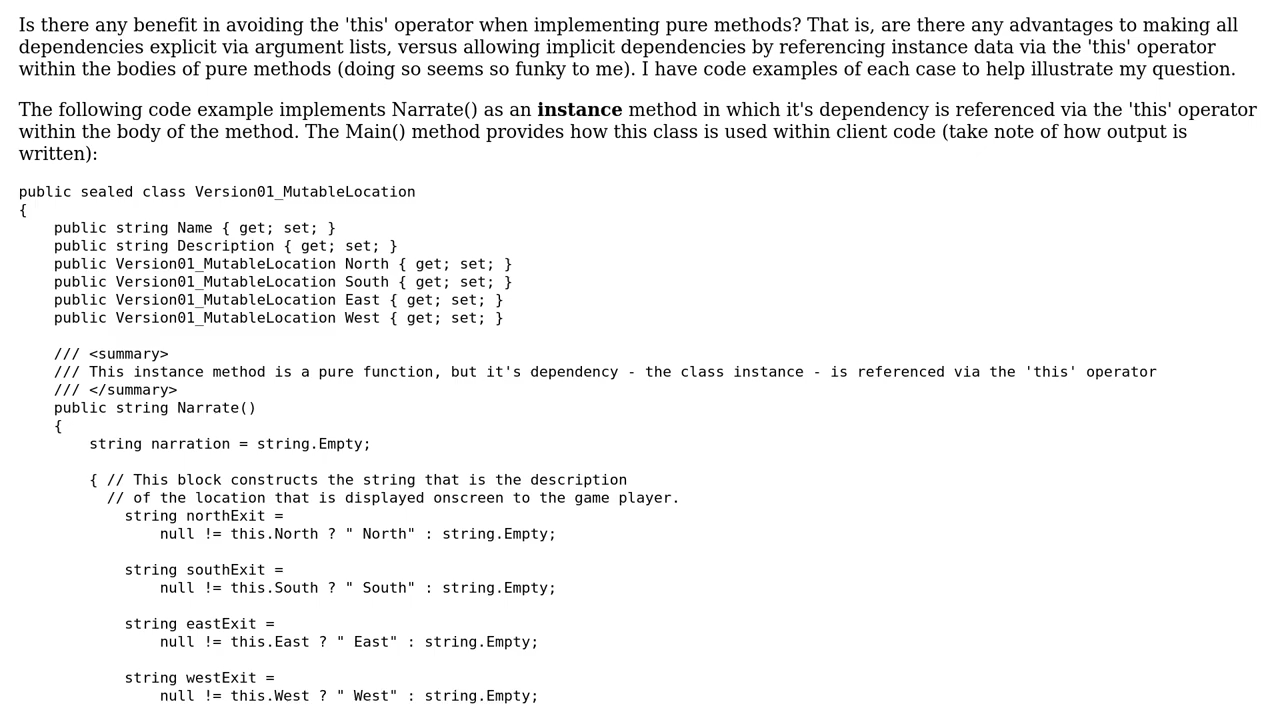 Is there any benefit in avoiding the 'this' operator when implementing pure methods? That is, are there any advantages to making all
dependencies explicit via argument lists, versus allowing implicit dependencies by referencing instance data via the 'this' operator
within the bodies of pure methods (doing so seems so funky to me). I have code examples of each case to help illustrate my question.
The following code example implements Narrate() as an instance method in which it's dependency is referenced via the 'this' operator
within the body of the method. The Main() method provides how this class is used within client code (take note of how output is
written):
public sealed class Version01_MutableLocation
{
    public string Name { get; set; }
    public string Description { get; set; }
    public Version01_MutableLocation North { get; set; }
    public Version01_MutableLocation South { get; set; }
    public Version01_MutableLocation East { get; set; }
    public Version01_MutableLocation West { get; set; }
    /// <summary>
    /// This instance method is a pure function, but it's dependency - the class instance - is referenced via the 'this' operator
    /// </summary>
    public string Narrate()
    {
        string narration = string.Empty;
        { // This block constructs the string that is the description
          // of the location that is displayed onscreen to the game player.
            string northExit =
                null != this.North ? " North" : string.Empty;
            string southExit =
                null != this.South ? " South" : string.Empty;
            string eastExit =
                null != this.East ? " East" : string.Empty;
            string westExit =
                null != this.West ? " West" : string.Empty;